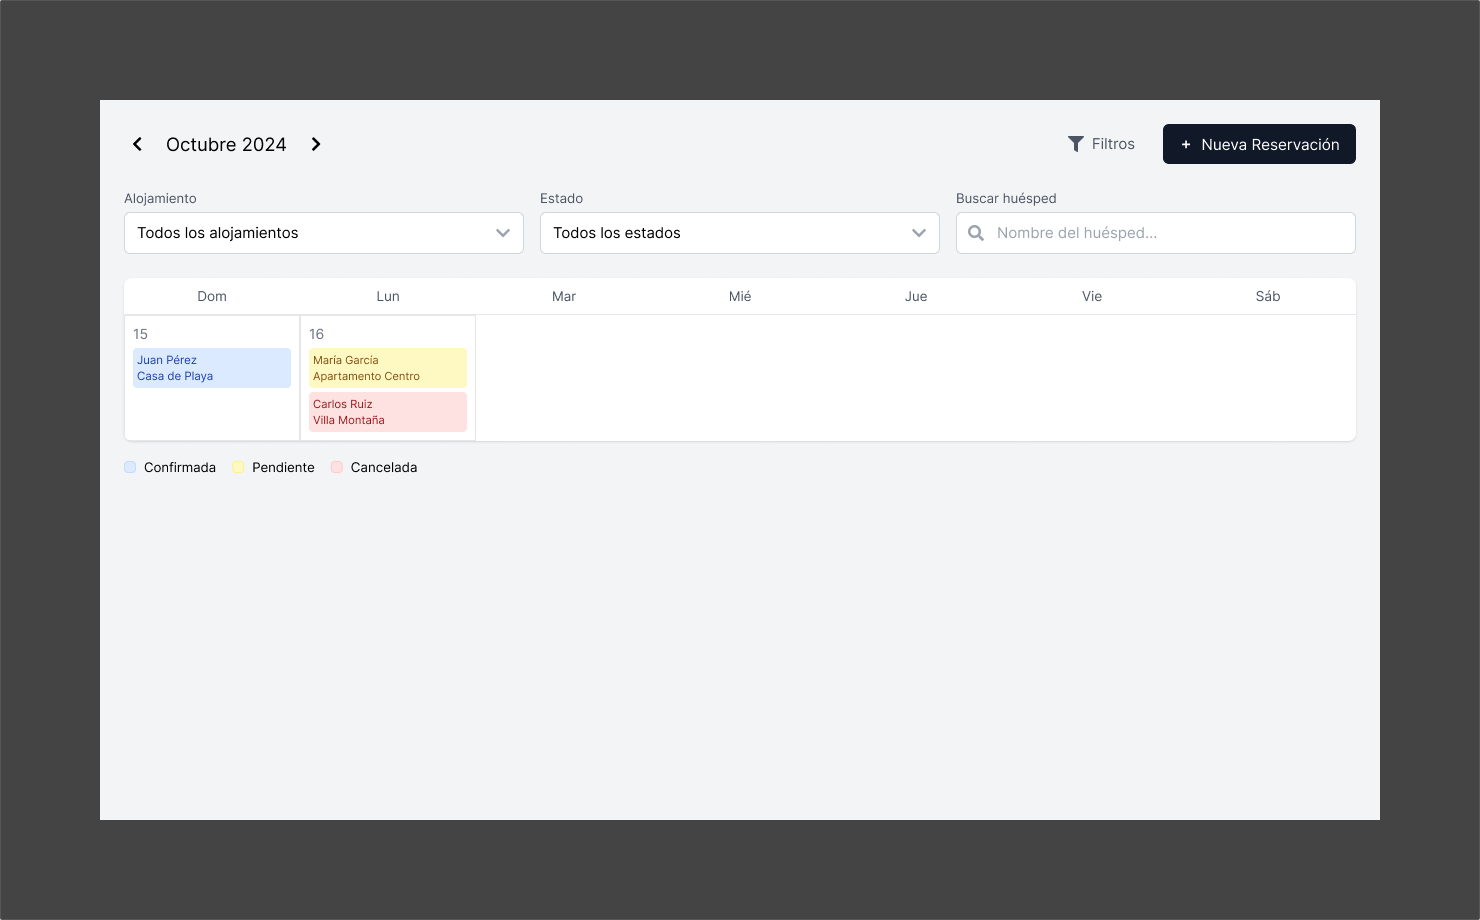 Octubre 2024
Filtros
+ Nueva Reservación
Alojamiento
Estado
Buscar huésped
Todos los alojamientos
Todos los estados
Nombre del huésped...
Dom Lun Mar Mié Jue Vie Sáb
15
Juan Pérez
Casa de Playa
16
María García
Apartamento Centro
Carlos Ruiz
Villa Montaña
Confirmada Pendiente Cancelada